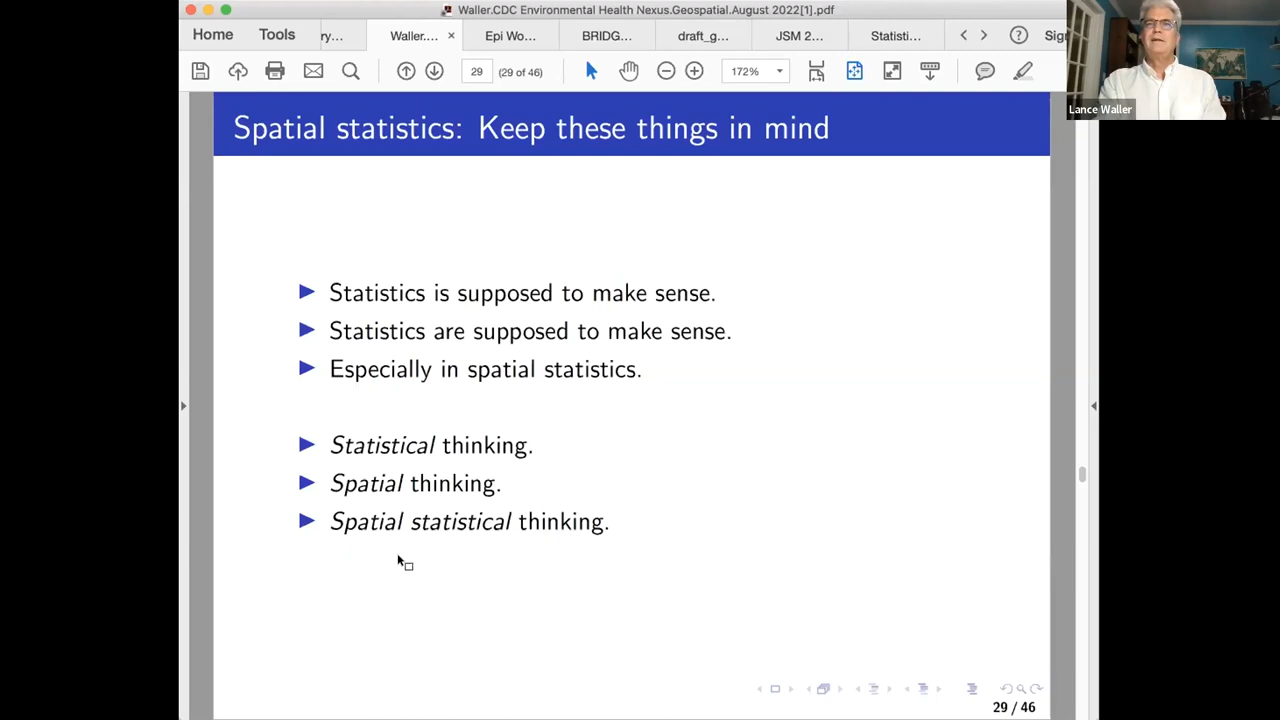 Waller.CDC Environmental Health Nexus.Geospatial.August 2022[1].pdf
Home Tools ry... Waller.... × Epi Wo... BRIDG... draft_g... JSM 2... Statisti... Sig
29 (29 of 46) 172%
Lance Waller
Spatial statistics: Keep these things in mind
Statistics is supposed to make sense.
Statistics are supposed to make sense.
Especially in spatial statistics.
Statistical thinking.
Spatial thinking.
Spatial statistical thinking.
29 / 46